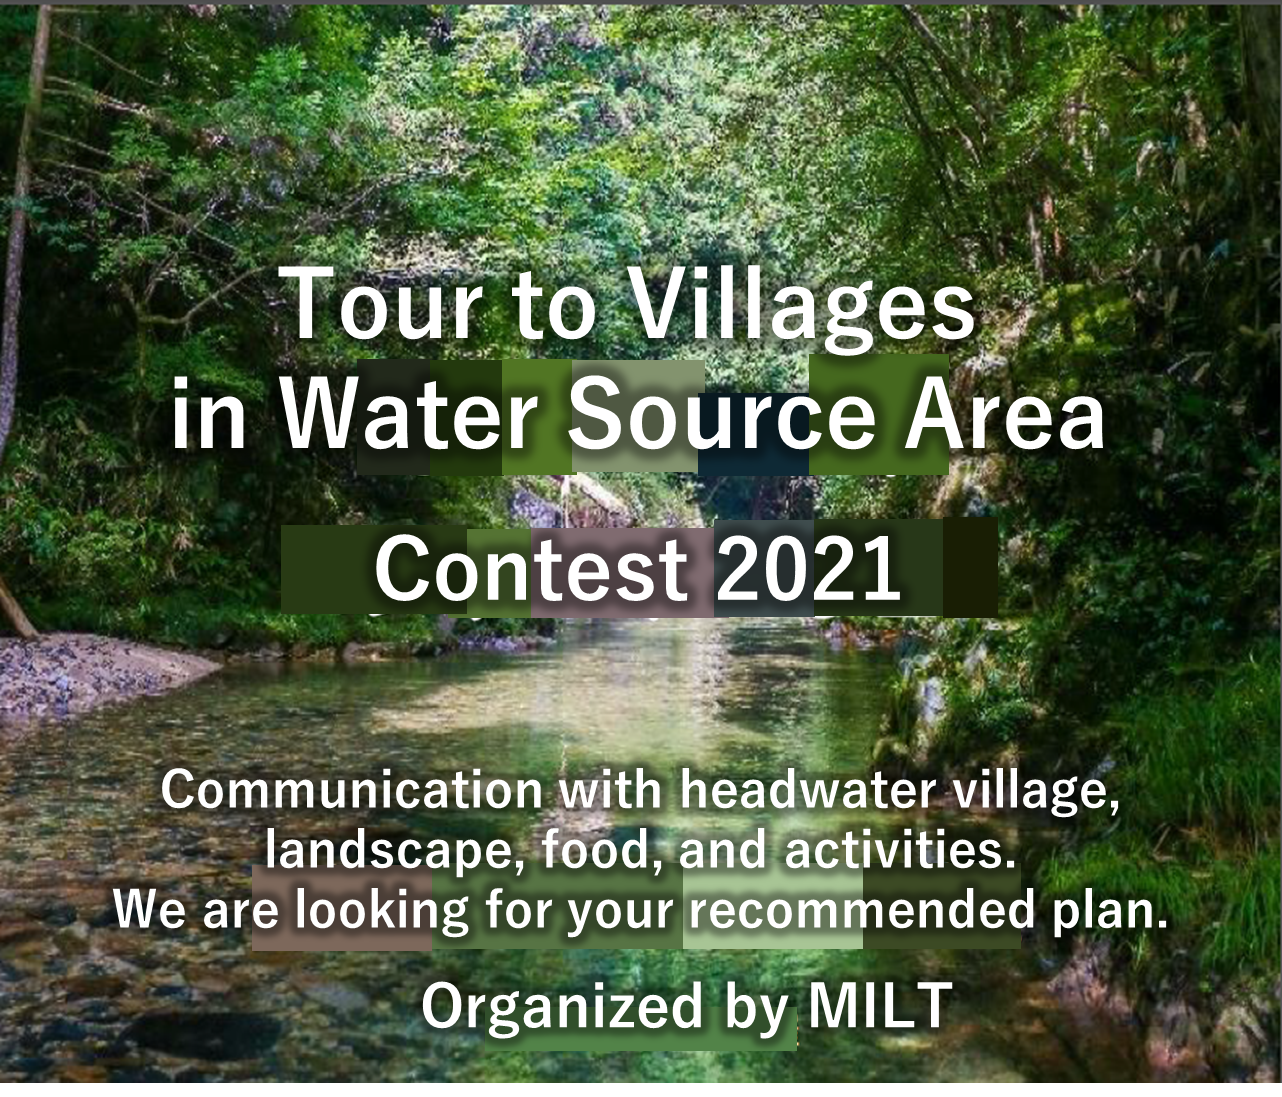 Tour to Villages
in Water Source Area
Contest 2021
Communication with headwater village,
landscape, food, and activities.
We are looking for your recommended plan.
Organized by MILT